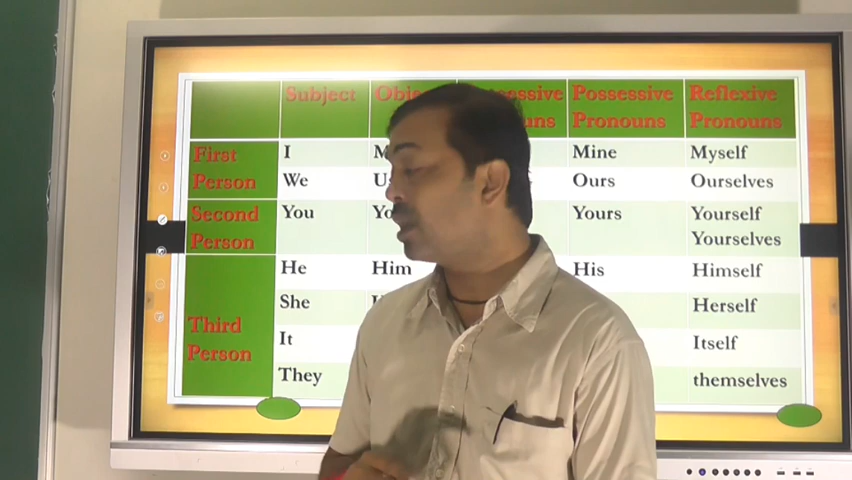 Subject Possessive Reflexive
Pronouns Pronouns
First I Mine Myself
Person We Ours Ourselves
Second You Yours Yourself
Person Yourselves
He Him His Himself
She Herself
Third It Itself
Person They themselves